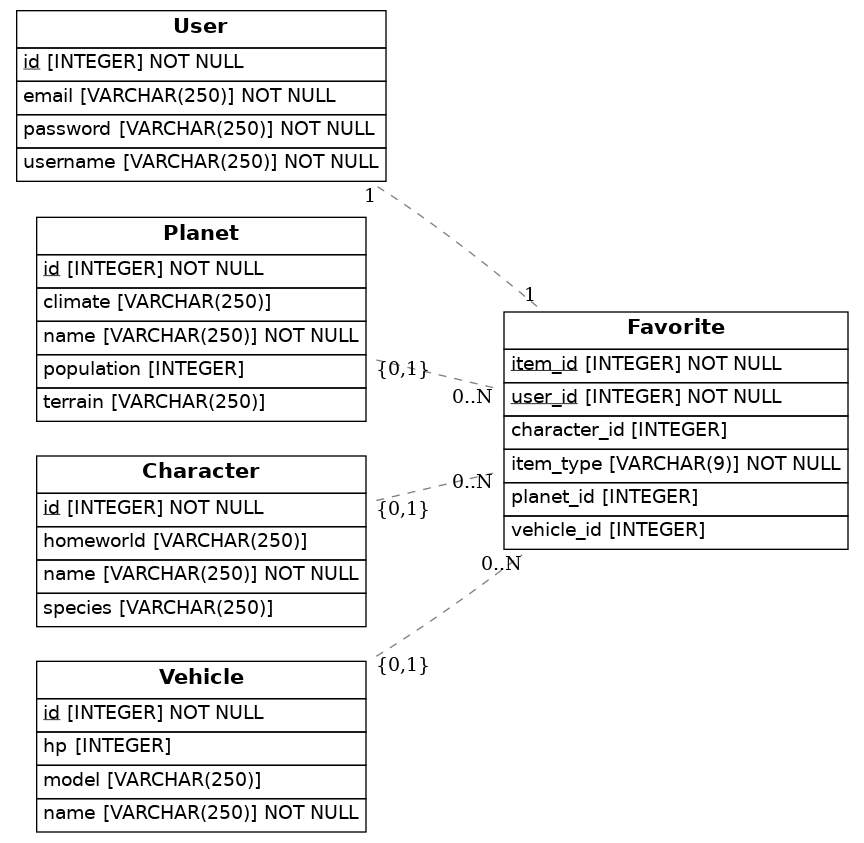 User
id [INTEGER] NOT NULL
email [VARCHAR(250)] NOT NULL
password [VARCHAR(250)] NOT NULL
username [VARCHAR(250)] NOT NULL
1
1
Planet
id [INTEGER] NOT NULL
climate [VARCHAR(250)]
name [VARCHAR(250)] NOT NULL
population [INTEGER]
terrain [VARCHAR(250)]
{0,1}
0..N
Favorite
item_id [INTEGER] NOT NULL
user_id [INTEGER] NOT NULL
character_id [INTEGER]
item_type [VARCHAR(9)] NOT NULL
planet_id [INTEGER]
vehicle_id [INTEGER]
Character
id [INTEGER] NOT NULL
homeworld [VARCHAR(250)]
name [VARCHAR(250)] NOT NULL
species [VARCHAR(250)]
{0,1}
0..N
Vehicle
id [INTEGER] NOT NULL
hp [INTEGER]
model [VARCHAR(250)]
name [VARCHAR(250)] NOT NULL
{0,1}
0..N